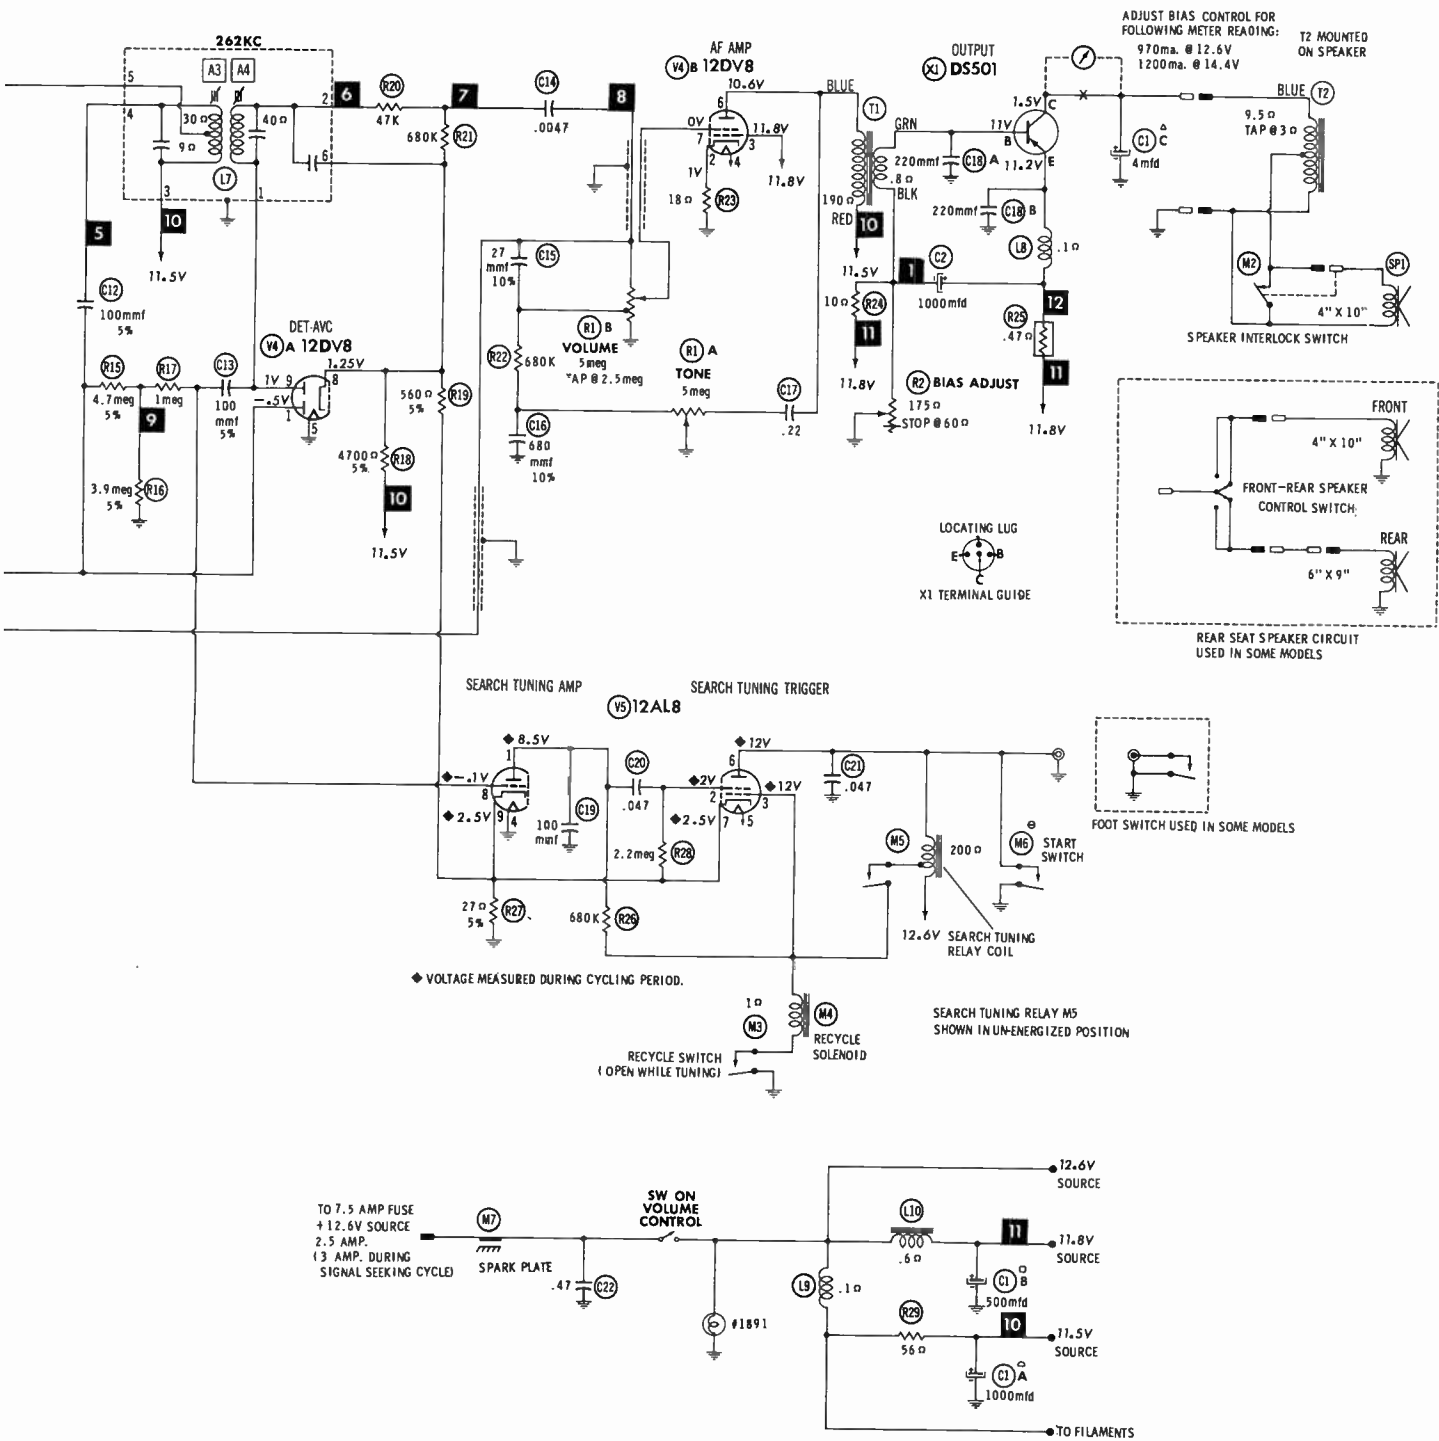 ADJUST BIAS CONTROL FOR
FOLLOWING METER READING:
970ma. @ 12.6V
1200ma. @ 14.4V
T2 MOUNTED
ON SPEAKER
262KC
A3 A4
5
4
2
30Ω
9Ω
40Ω
6
3
1
L7
6
R20
47K
7
680K
R21
C14
.0047
8
AF AMP
V4 B 12DV8
10.6V
6
0V
7
11.8V
3
2
4
1V
18Ω
R23
11.8V
BLUE
T1
GRN
220mmf
C18 A
.8Ω
BLK
190Ω
RED
10
11.5V
OUTPUT
X1 DS501
1.5V
C
11V
B
11.2V
E
220mmf
C18 B
L8
.1Ω
C1 C
4mfd
BLUE
T2
9.5Ω
TAP @ 3Ω
M2
SP1
4" X 10"
SPEAKER INTERLOCK SWITCH
5
10
11.5V
C12
100mmf
5%
DET-AVC
V4 A 12DV8
1.25V
1V
9
8
-.5V
1
5
R15
4.7meg
5%
R17
1meg
9
C13
100
mmf
5%
3.9meg
5%
R16
4700Ω
5%
R18
10
11.5V
560Ω
5%
R19
27
mmf
10%
C15
R22
680K
R1 B
VOLUME
5meg
TAP @ 2.5meg
R1 A
TONE
5meg
C16
680
mmf
10%
C17
.22
1
C2
1000mfd
10Ω
R24
11
11.8V
R2 BIAS ADJUST
175Ω
STOP @ 60Ω
12
R25
.47Ω
11
11.8V
LOCATING LUG
E
B
C
X1 TERMINAL GUIDE
FRONT
4" X 10"
FRONT-REAR SPEAKER
CONTROL SWITCH
REAR
6" X 9"
REAR SEAT SPEAKER CIRCUIT
USED IN SOME MODELS
SEARCH TUNING AMP
V5 12AL8
SEARCH TUNING TRIGGER
◆ 8.5V
1
◆ -.1V
8
◆ 2.5V
9
4
C19
100
mmf
C20
.047
◆ 12V
6
◆ 2V
2
◆ 12V
3
◆ 2.5V
7
5
2.2meg
R28
27Ω
5%
R27
680K
R26
C21
.047
M5
200Ω
M6
⊖
START
SWITCH
12.6V
SEARCH TUNING
RELAY COIL
FOOT SWITCH USED IN SOME MODELS
◆ VOLTAGE MEASURED DURING CYCLING PERIOD.
1Ω
M3
M4
RECYCLE
SOLENOID
RECYCLE SWITCH
(OPEN WHILE TUNING)
SEARCH TUNING RELAY M5
SHOWN IN UN-ENERGIZED POSITION
TO 7.5 AMP FUSE
+12.6V SOURCE
2.5 AMP.
(3 AMP. DURING
SIGNAL SEEKING CYCLE)
M7
SPARK PLATE
.47
C22
SW ON
VOLUME
CONTROL
#1891
12.6V
SOURCE
L10
.6Ω
11
11.8V
SOURCE
C1 B
500mfd
L9
.1Ω
R29
56Ω
10
11.5V
SOURCE
C1 A
1000mfd
TO FILAMENTS